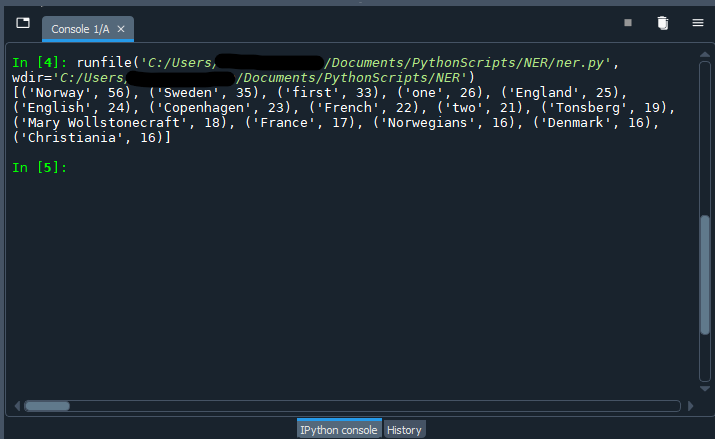 Console 1/A
In [4]: runfile('C:/Users/ /Documents/PythonScripts/NER/ner.py',
wdir='C:/Users/ /Documents/PythonScripts/NER')
[('Norway', 56), ('Sweden', 35), ('first', 33), ('one', 26), ('England', 25),
('English', 24), ('Copenhagen', 23), ('French', 22), ('two', 21), ('Tonsberg', 19),
('Mary Wollstonecraft', 18), ('France', 17), ('Norwegians', 16), ('Denmark', 16),
('Christiania', 16)]
In [5]:
IPython console History